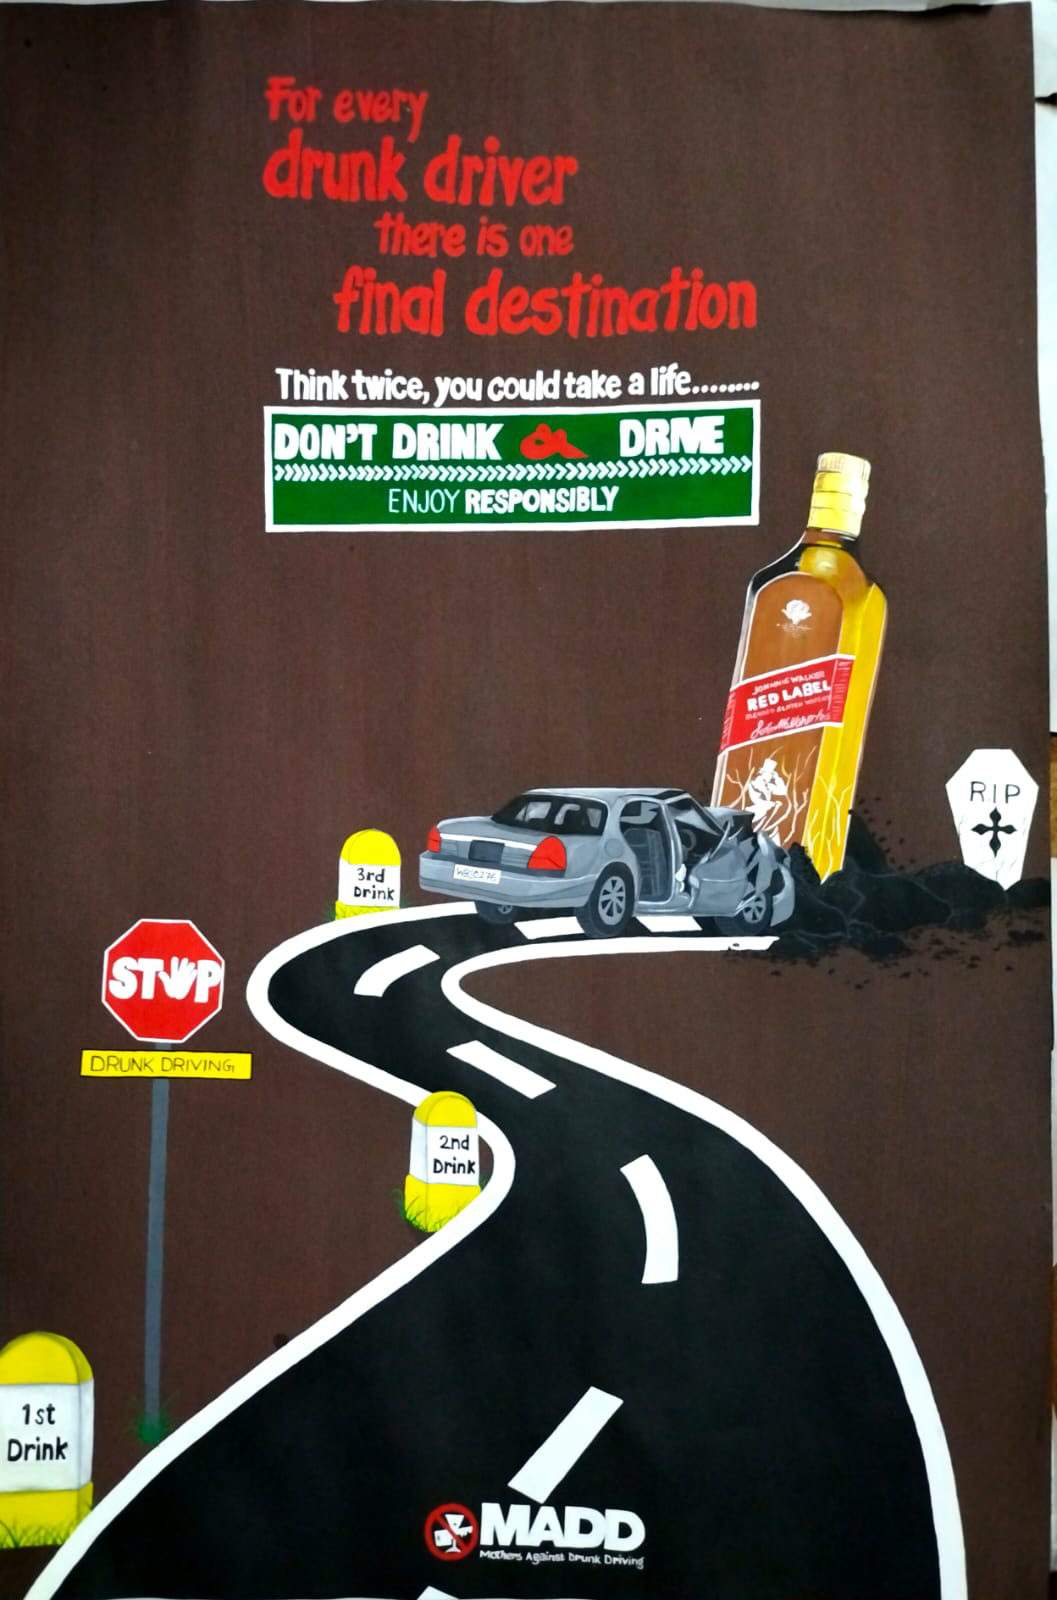 For every
drunk driver
there is one
final destination
Think twice, you could take a life........
DON'T DRINK & DRIVE
ENJOY RESPONSIBLY
JOHNNIE WALKER
RED LABEL
R.I.P
3rd
Drink
STOP
DRUNK DRIVING
2nd
Drink
1st
Drink
MADD
Mothers Against Drunk Driving